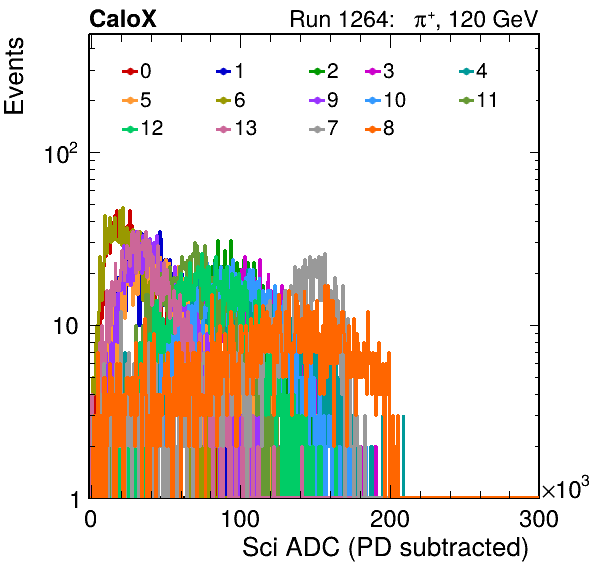 CaloX Run 1264: π⁺, 120 GeV
Events
0 1 2 3 4
5 6 9 10 11
12 13 7 8
10²
10
1
0 100 200 300
×10³
Sci ADC (PD subtracted)